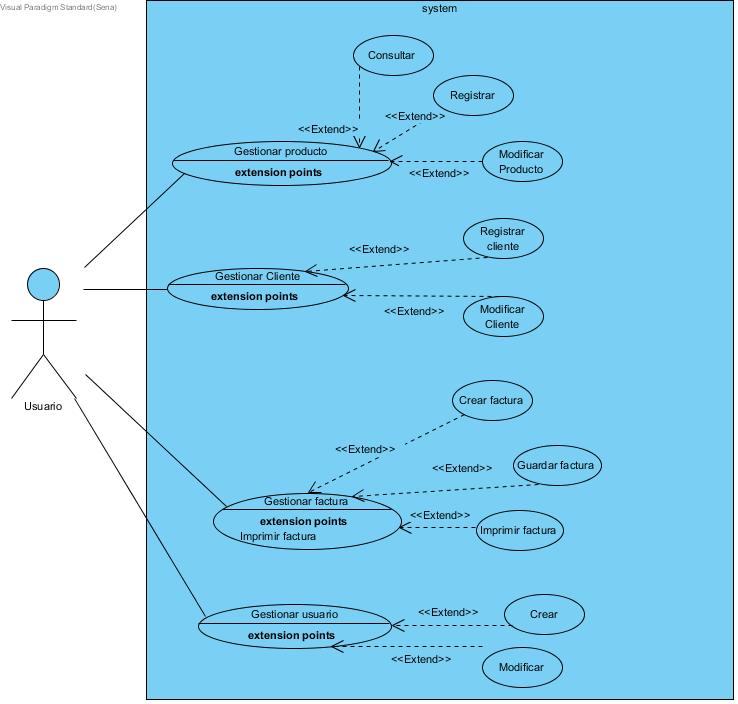 Visual Paradigm Standard(Sena)
system
Consultar
Registrar
<<Extend>>
<<Extend>>
Gestionar producto
extension points
Modificar
Producto
<<Extend>>
Registrar
cliente
<<Extend>>
Gestionar Cliente
extension points
<<Extend>>
Modificar
Cliente
Usuario
Crear factura
<<Extend>>
Guardar factura
<<Extend>>
Gestionar factura
extension points
Imprimir factura
<<Extend>>
Imprimir factura
Gestionar usuario
extension points
<<Extend>>
Crear
<<Extend>>
Modificar